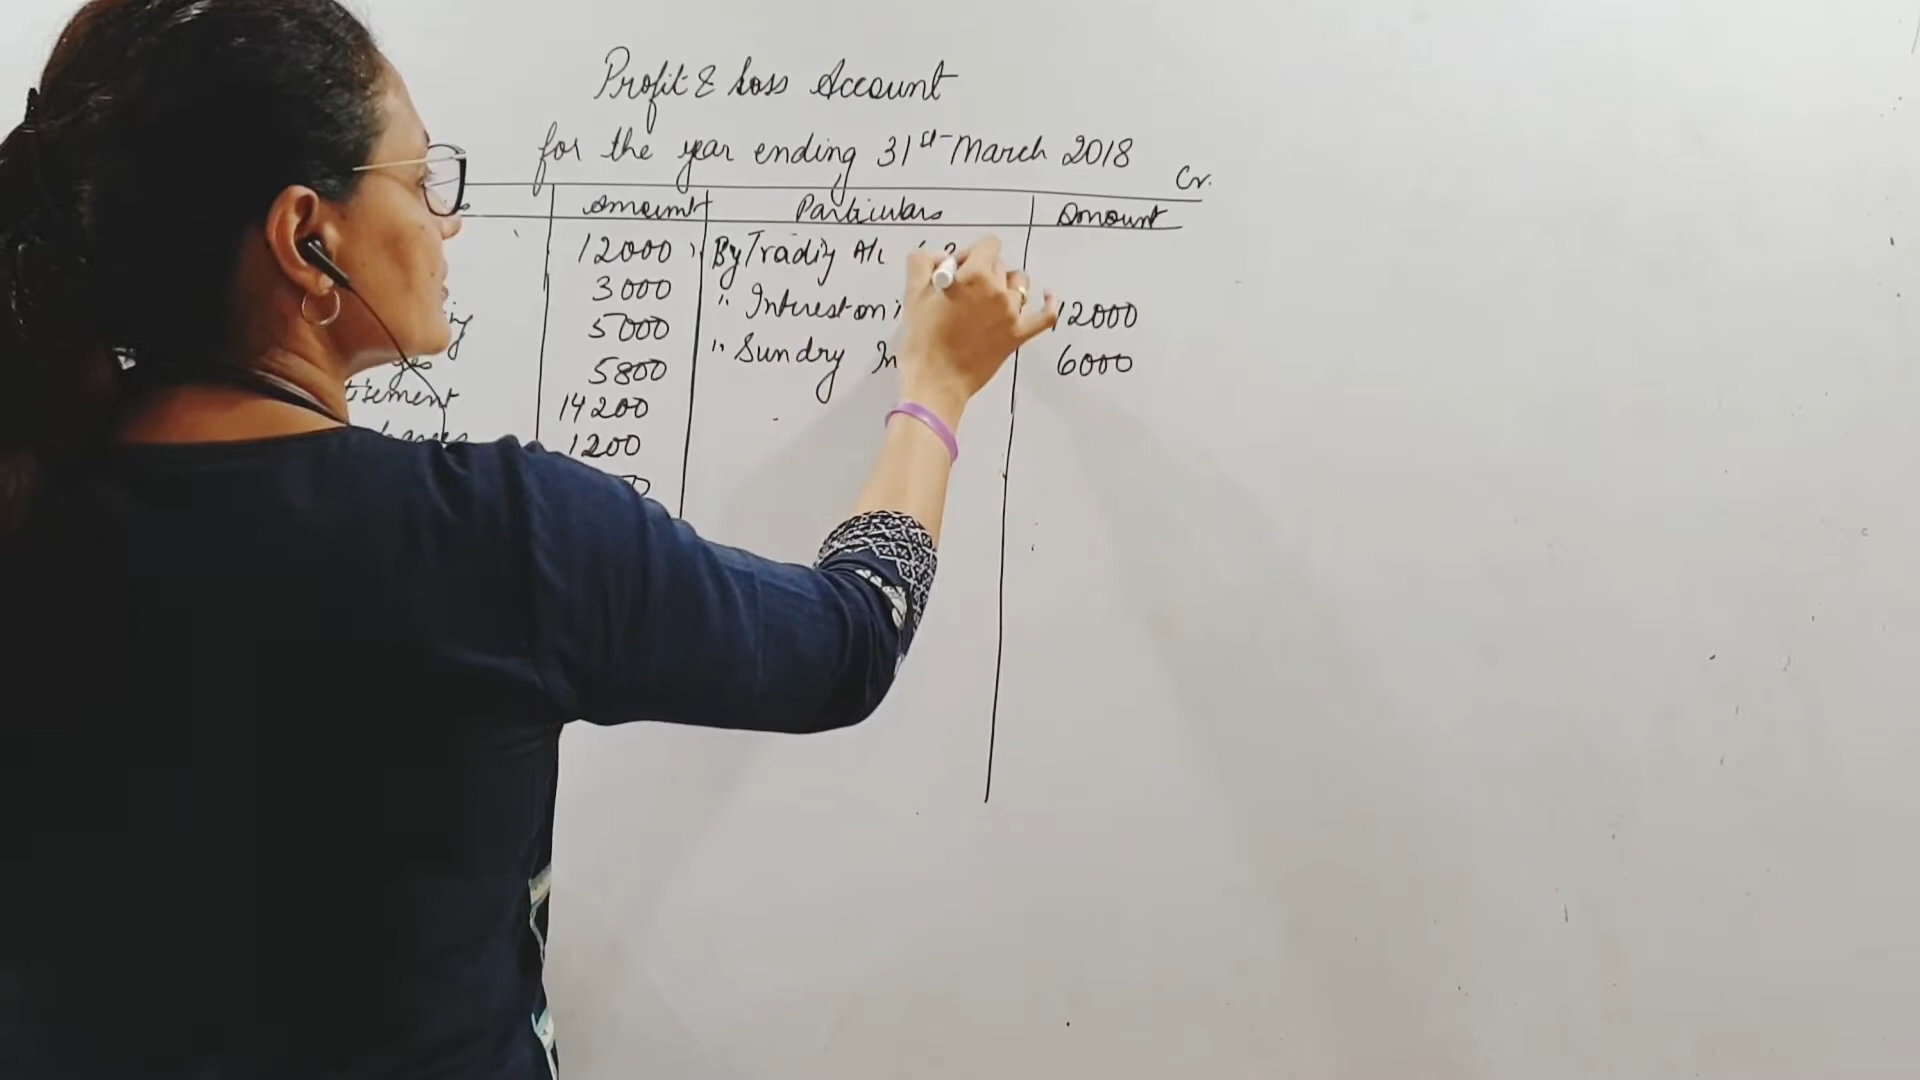 Profit & Loss Account
for the year ending 31st March 2018
Cr.
Amount Particulars Amount
12000 By Trading A/c
3000 " Interest on 12000
5000 " Sundry In 6000
5800
tisement 14200
1200